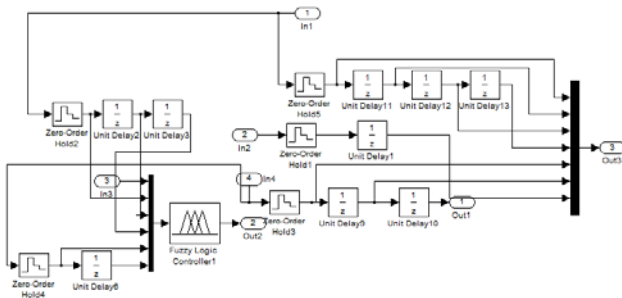 1
In1
Zero-Order
Hold2
1
z
Unit Delay2
1
z
Unit Delay3
Zero-Order
Hold5
1
z
Unit Delay11
1
z
Unit Delay12
1
z
Unit Delay13
2
In2
Zero-Order
Hold1
1
z
Unit Delay1
3
Out3
3
In3
4
In4
Zero-Order
Hold3
1
z
Unit Delay9
1
z
Unit Delay10
1
Out1
Fuzzy Logic
Controller1
2
Out2
Zero-Order
Hold4
1
z
Unit Delay6